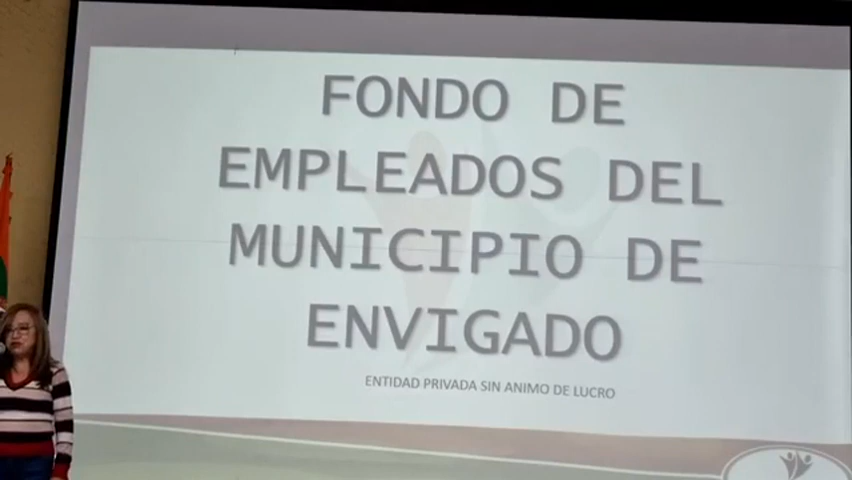 FONDO DE
EMPLEADOS DEL
MUNICIPIO DE
ENVIGADO
ENTIDAD PRIVADA SIN ANIMO DE LUCRO